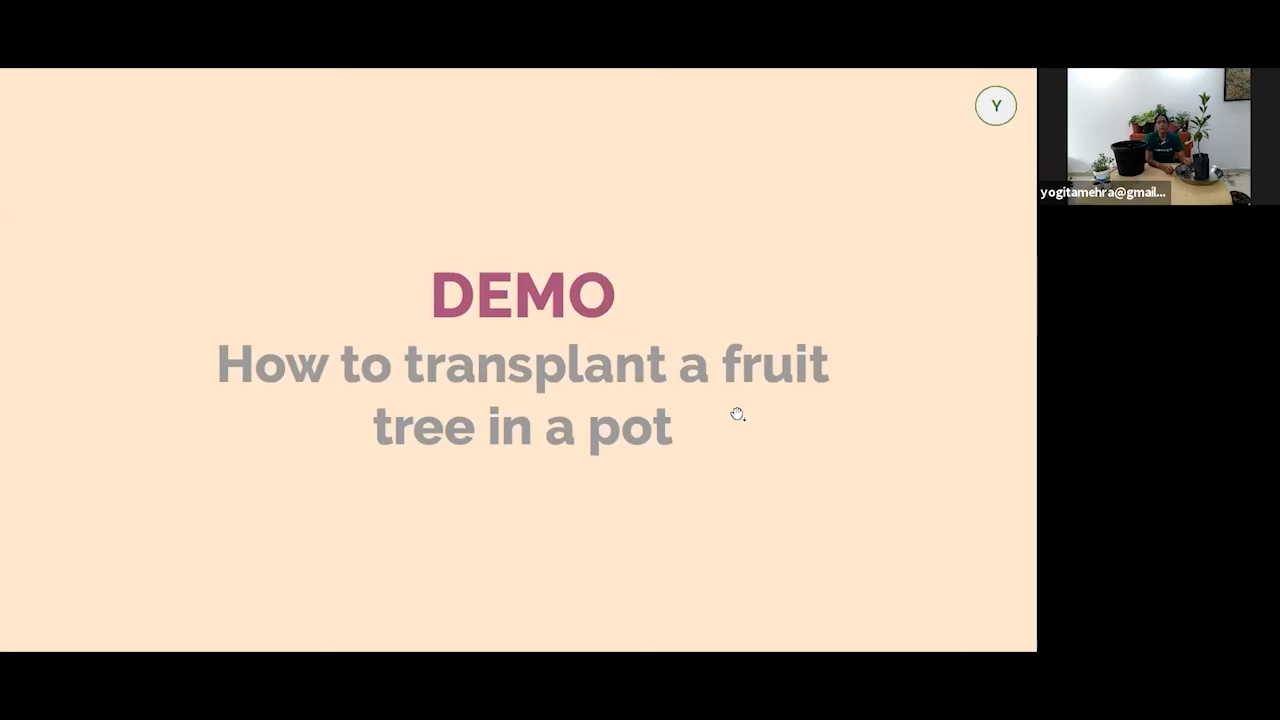 Y
DEMO
How to transplant a fruit
tree in a pot
yogitamehra@gmail...